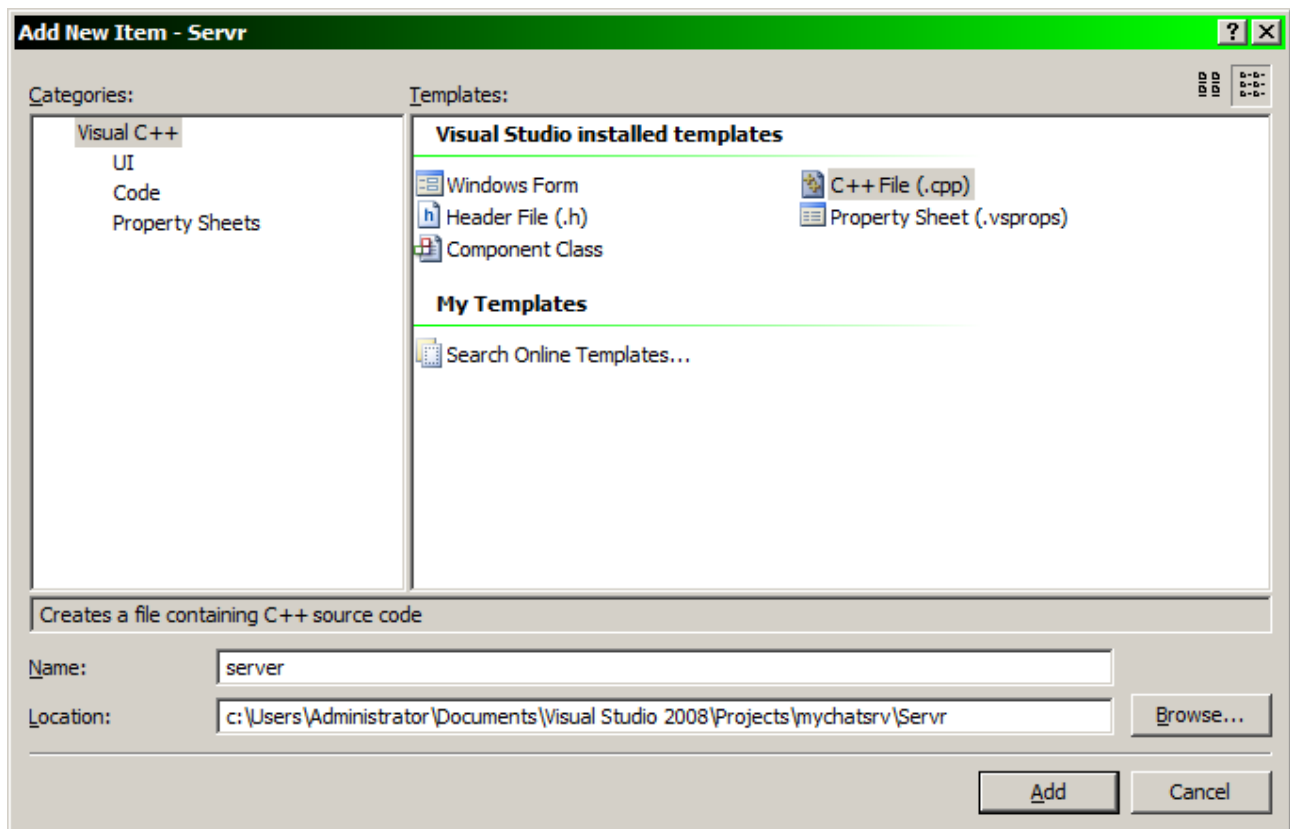 Add New Item - Servr
Categories:
Templates:
Visual C++
UI
Code
Property Sheets
Visual Studio installed templates
Windows Form
C++ File (.cpp)
Header File (.h)
Property Sheet (.vsprops)
Component Class
My Templates
Search Online Templates...
Creates a file containing C++ source code
Name:
server
Location:
c:\Users\Administrator\Documents\Visual Studio 2008\Projects\mychatsrv\Servr
Browse...
Add
Cancel